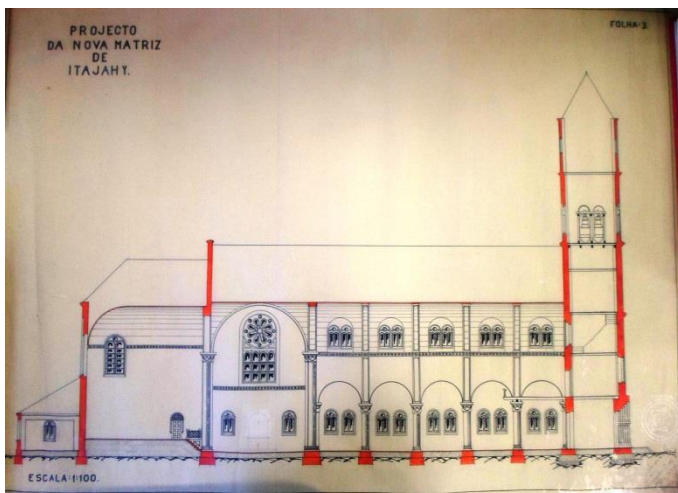 PROJECTO
DA NOVA MATRIZ
DE
ITAJAHY.
FOLHA: 3
ESCALA: 1:100.